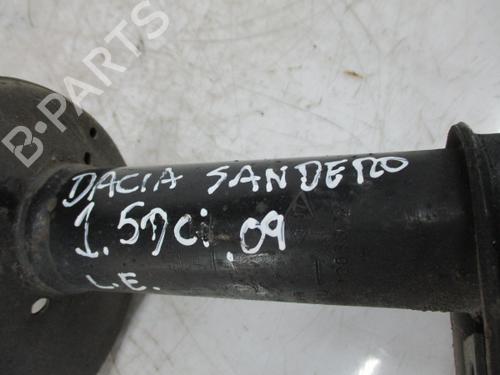 B-PARTS
DACIA SANDERO
1.5DCi .09
L.E.